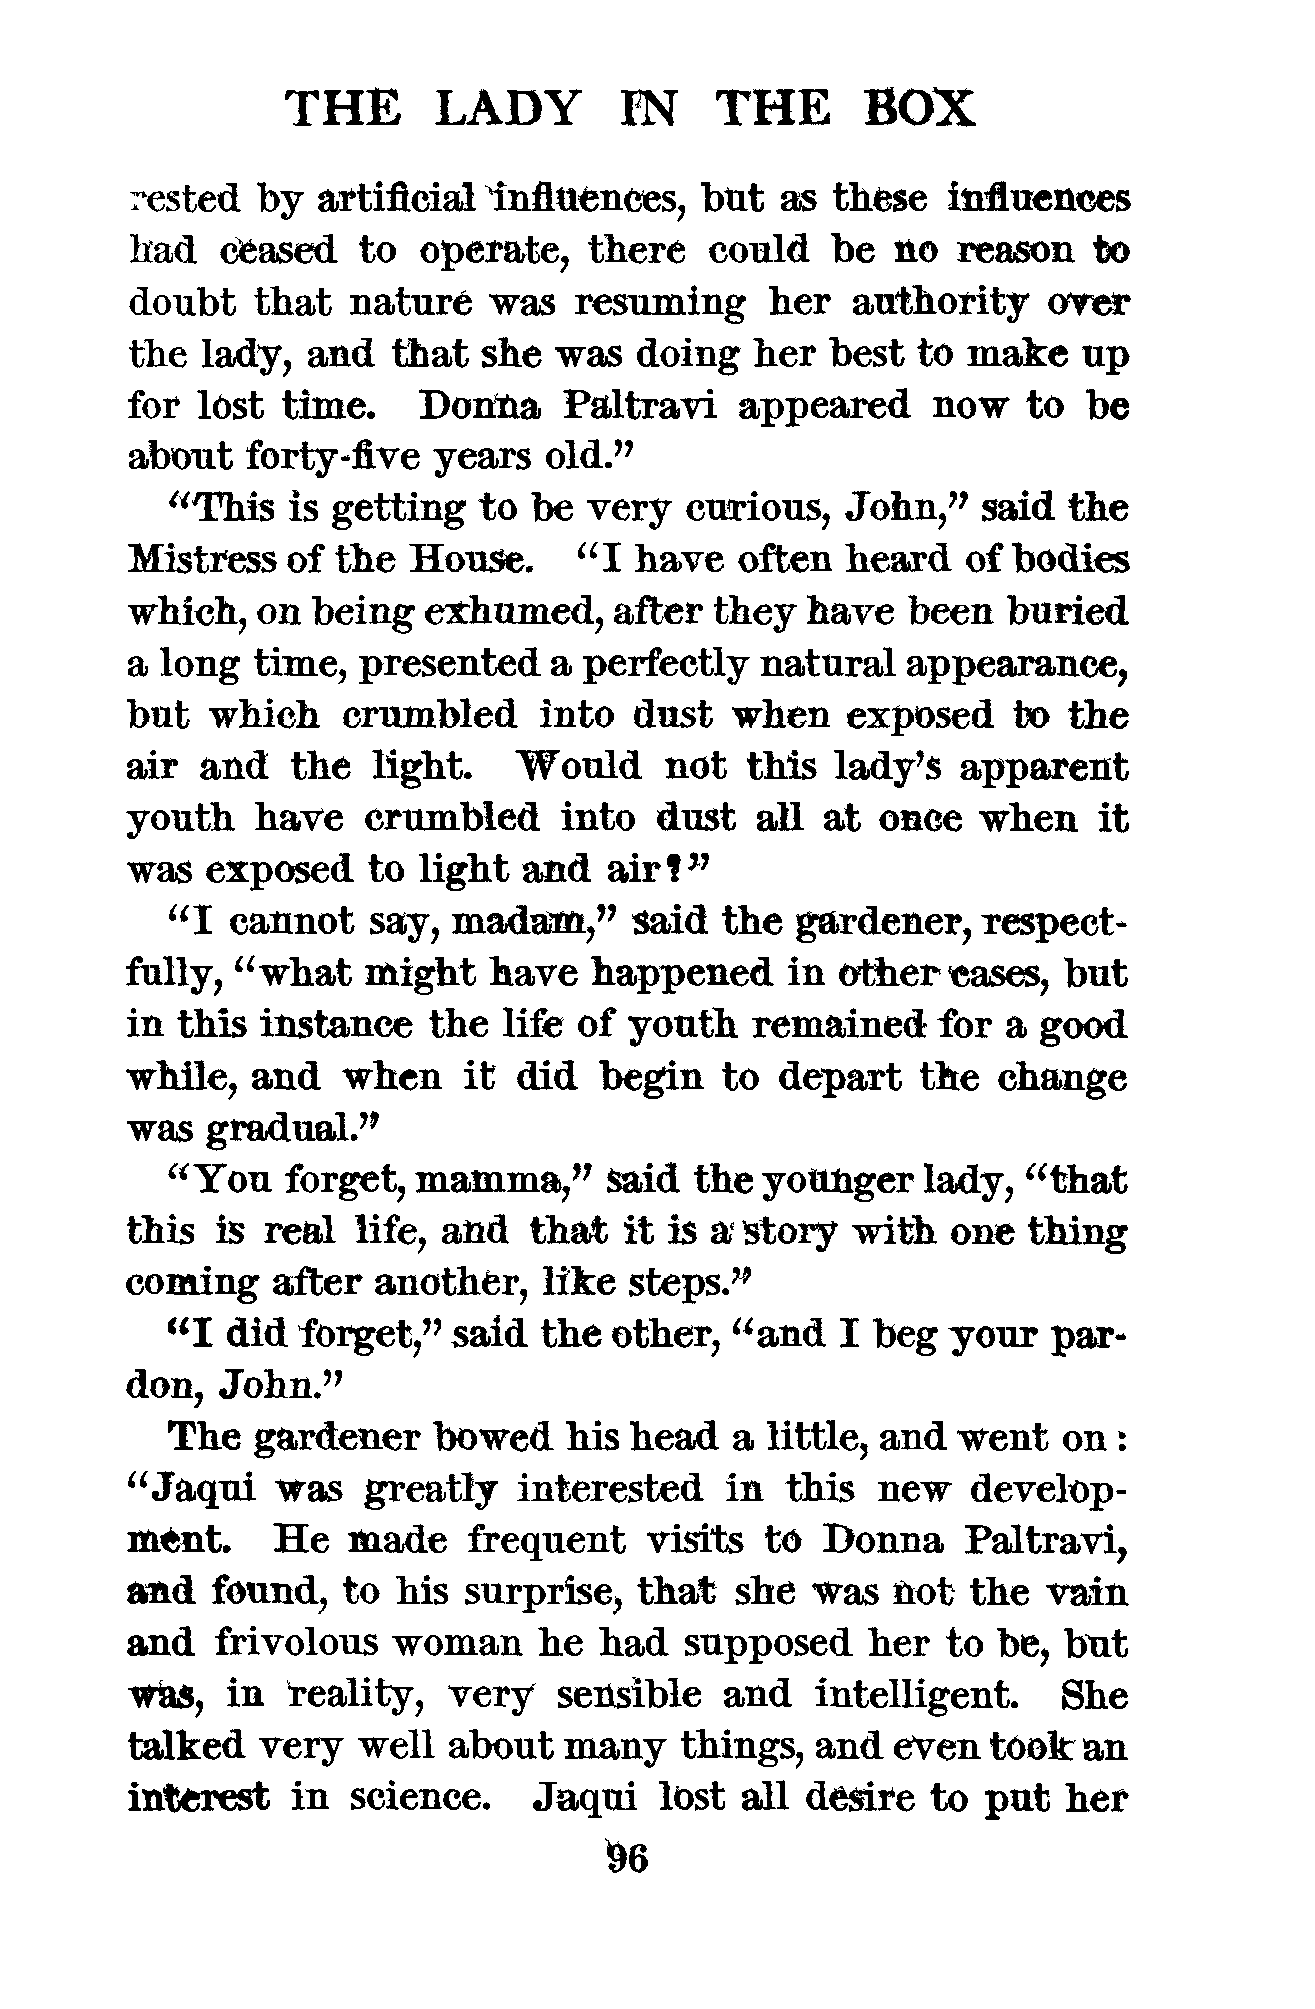 THE LADY IN THE BOX
rested by artificial influences, but as these influences
had ceased to operate, there could be no reason to
doubt that nature was resuming her authority over
the lady, and that she was doing her best to make up
for lost time. Donna Paltravi appeared now to be
about forty-five years old.”
“This is getting to be very curious, John,” said the
Mistress of the House. “I have often heard of bodies
which, on being exhumed, after they have been buried
a long time, presented a perfectly natural appearance,
but which crumbled into dust when exposed to the
air and the light. Would not this lady’s apparent
youth have crumbled into dust all at once when it
was exposed to light and air?”
“I cannot say, madam,” said the gardener, respect-
fully, “what might have happened in other cases, but
in this instance the life of youth remained for a good
while, and when it did begin to depart the change
was gradual.”
“You forget, mamma,” said the younger lady, “that
this is real life, and that it is a story with one thing
coming after another, like steps.”
“I did forget,” said the other, “and I beg your par-
don, John.”
The gardener bowed his head a little, and went on:
“Jaqui was greatly interested in this new develop-
ment. He made frequent visits to Donna Paltravi,
and found, to his surprise, that she was not the vain
and frivolous woman he had supposed her to be, but
was, in reality, very sensible and intelligent. She
talked very well about many things, and even took an
interest in science. Jaqui lost all desire to put her
96